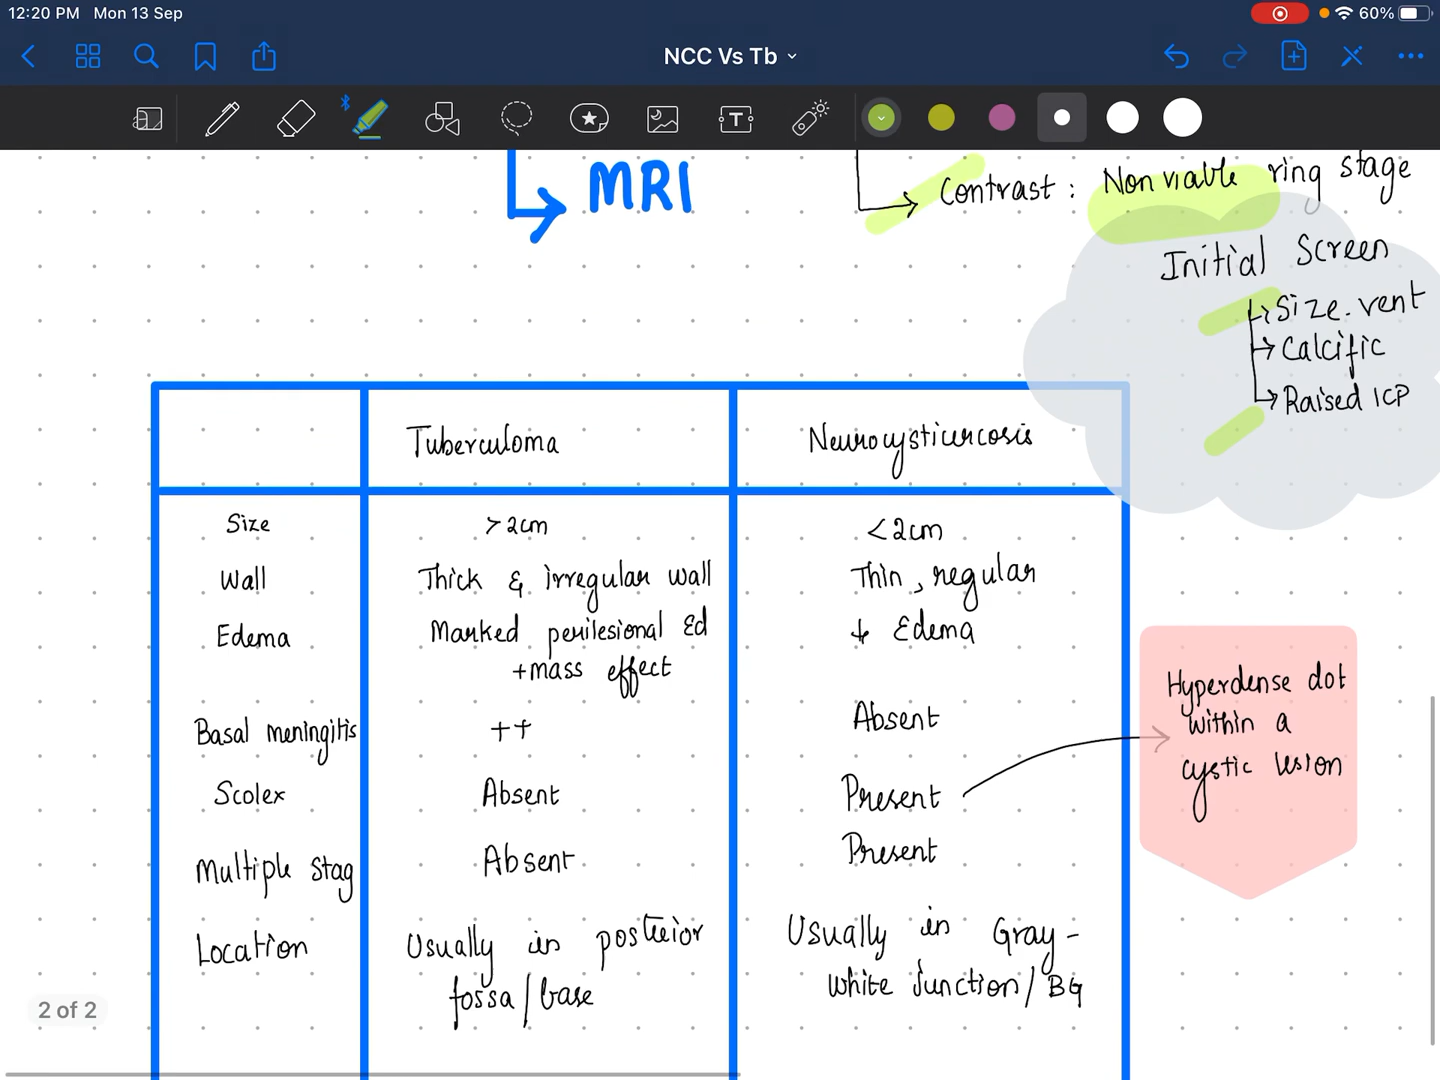 12:20 PM Mon 13 Sep
60%
NCC Vs Tb
T
MRI
Contrast : Nonviable ring stage
Initial Screen
Size. vent
Calcific
Raised ICP
Tuberculoma
Neurocysticercosis
Size
>2cm
<2cm
Wall
Thick & irregular wall
Thin, regular
Edema
Marked perilesional Ed
+mass effect
↓ Edema
Basal meningitis
++
Absent
Scolex
Absent
Present
Hyperdense dot
within a
cystic lesion
Multiple Stag
Absent
Present
Location
Usually in posterior
fossa/base
Usually in Gray-
white Junction/BG
2 of 2